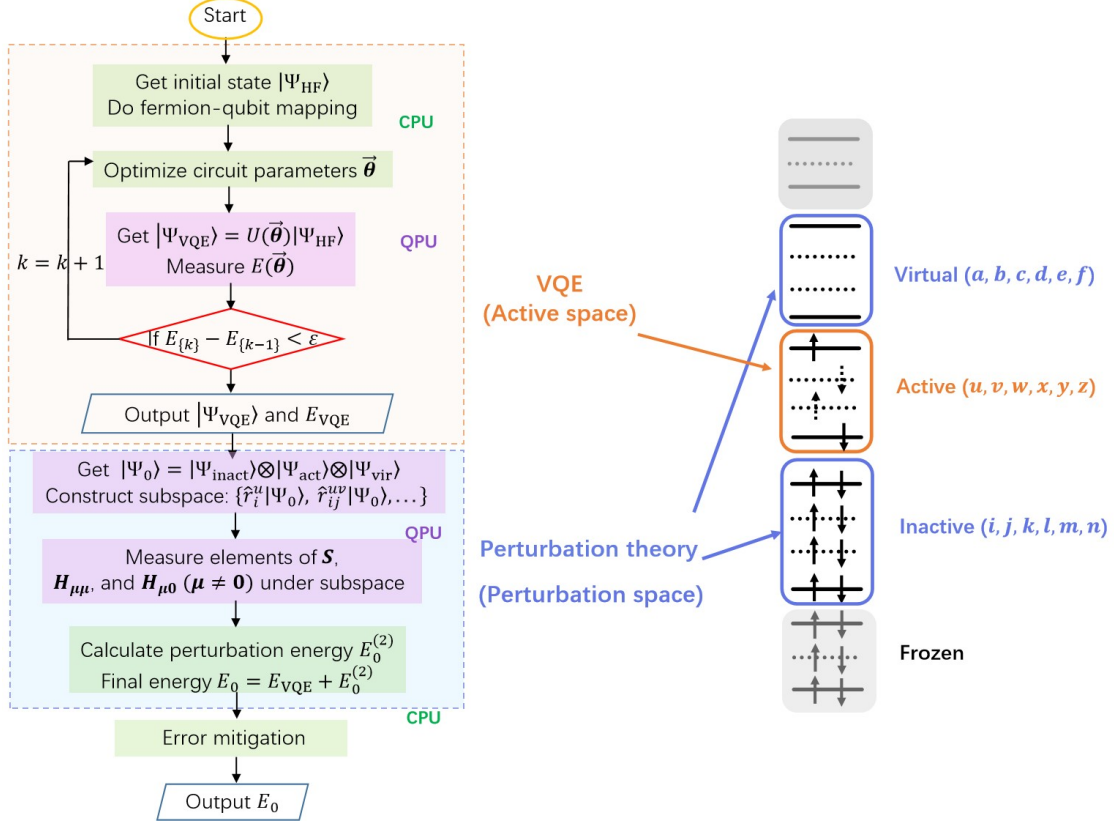 Start
Get initial state |Ψ_HF⟩
Do fermion-qubit mapping
CPU
Optimize circuit parameters θ⃗
Get |Ψ_VQE⟩ = U(θ⃗)|Ψ_HF⟩
Measure E(θ⃗)
QPU
k = k + 1
If E_{k} − E_{k−1} < ε
Output |Ψ_VQE⟩ and E_VQE
Get |Ψ_0⟩ = |Ψ_inact⟩⊗|Ψ_act⟩⊗|Ψ_vir⟩
Construct subspace: {r̂_i^u|Ψ_0⟩, r̂_ij^uv|Ψ_0⟩, …}
QPU
Measure elements of S,
H_μμ, and H_μ0 (μ ≠ 0) under subspace
Calculate perturbation energy E_0^(2)
Final energy E_0 = E_VQE + E_0^(2)
CPU
Error mitigation
Output E_0
VQE
(Active space)
Perturbation theory
(Perturbation space)
Virtual (a, b, c, d, e, f)
Active (u, v, w, x, y, z)
Inactive (i, j, k, l, m, n)
Frozen